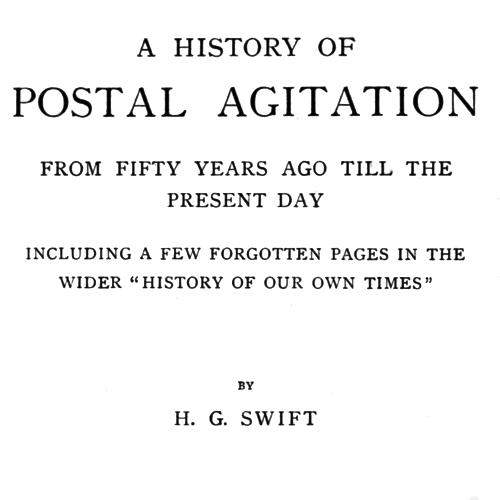 A HISTORY OF
POSTAL AGITATION
FROM FIFTY YEARS AGO TILL THE
PRESENT DAY
INCLUDING A FEW FORGOTTEN PAGES IN THE
WIDER "HISTORY OF OUR OWN TIMES"
BY
H. G. SWIFT